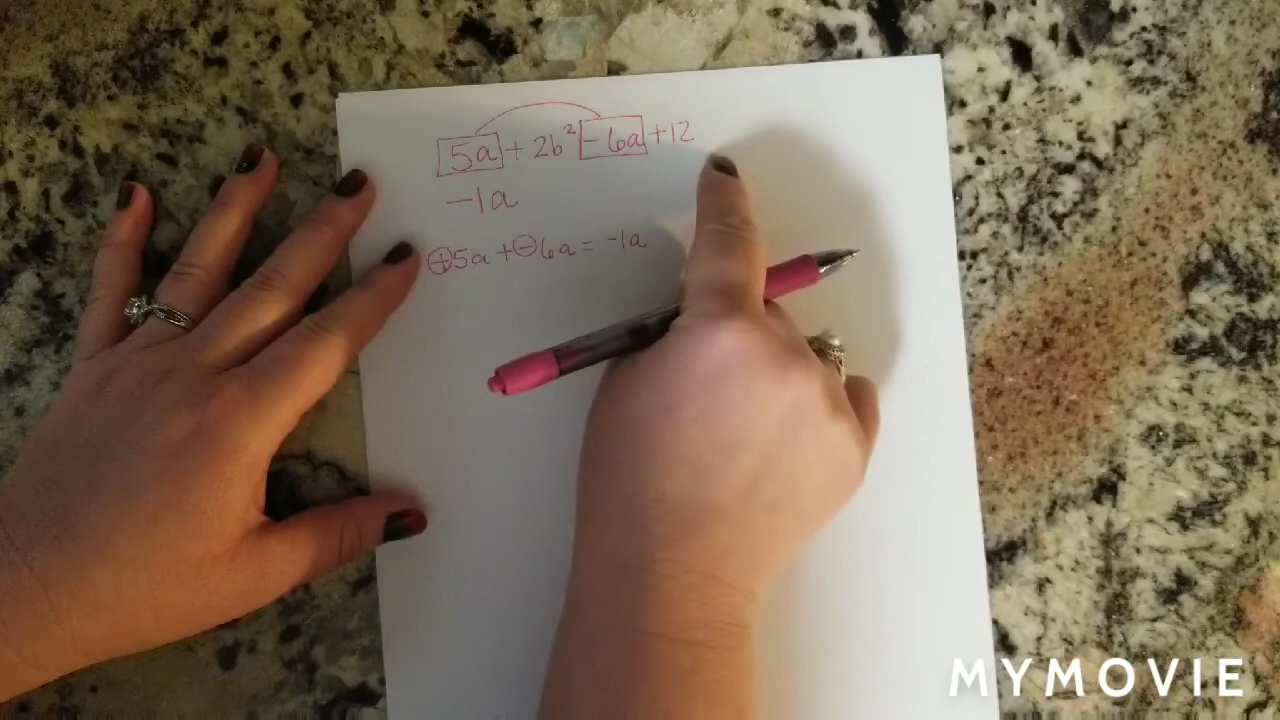 5a + 2b² - 6a + 12
-1a
+5a + -6a = -1a
MYMOVIE